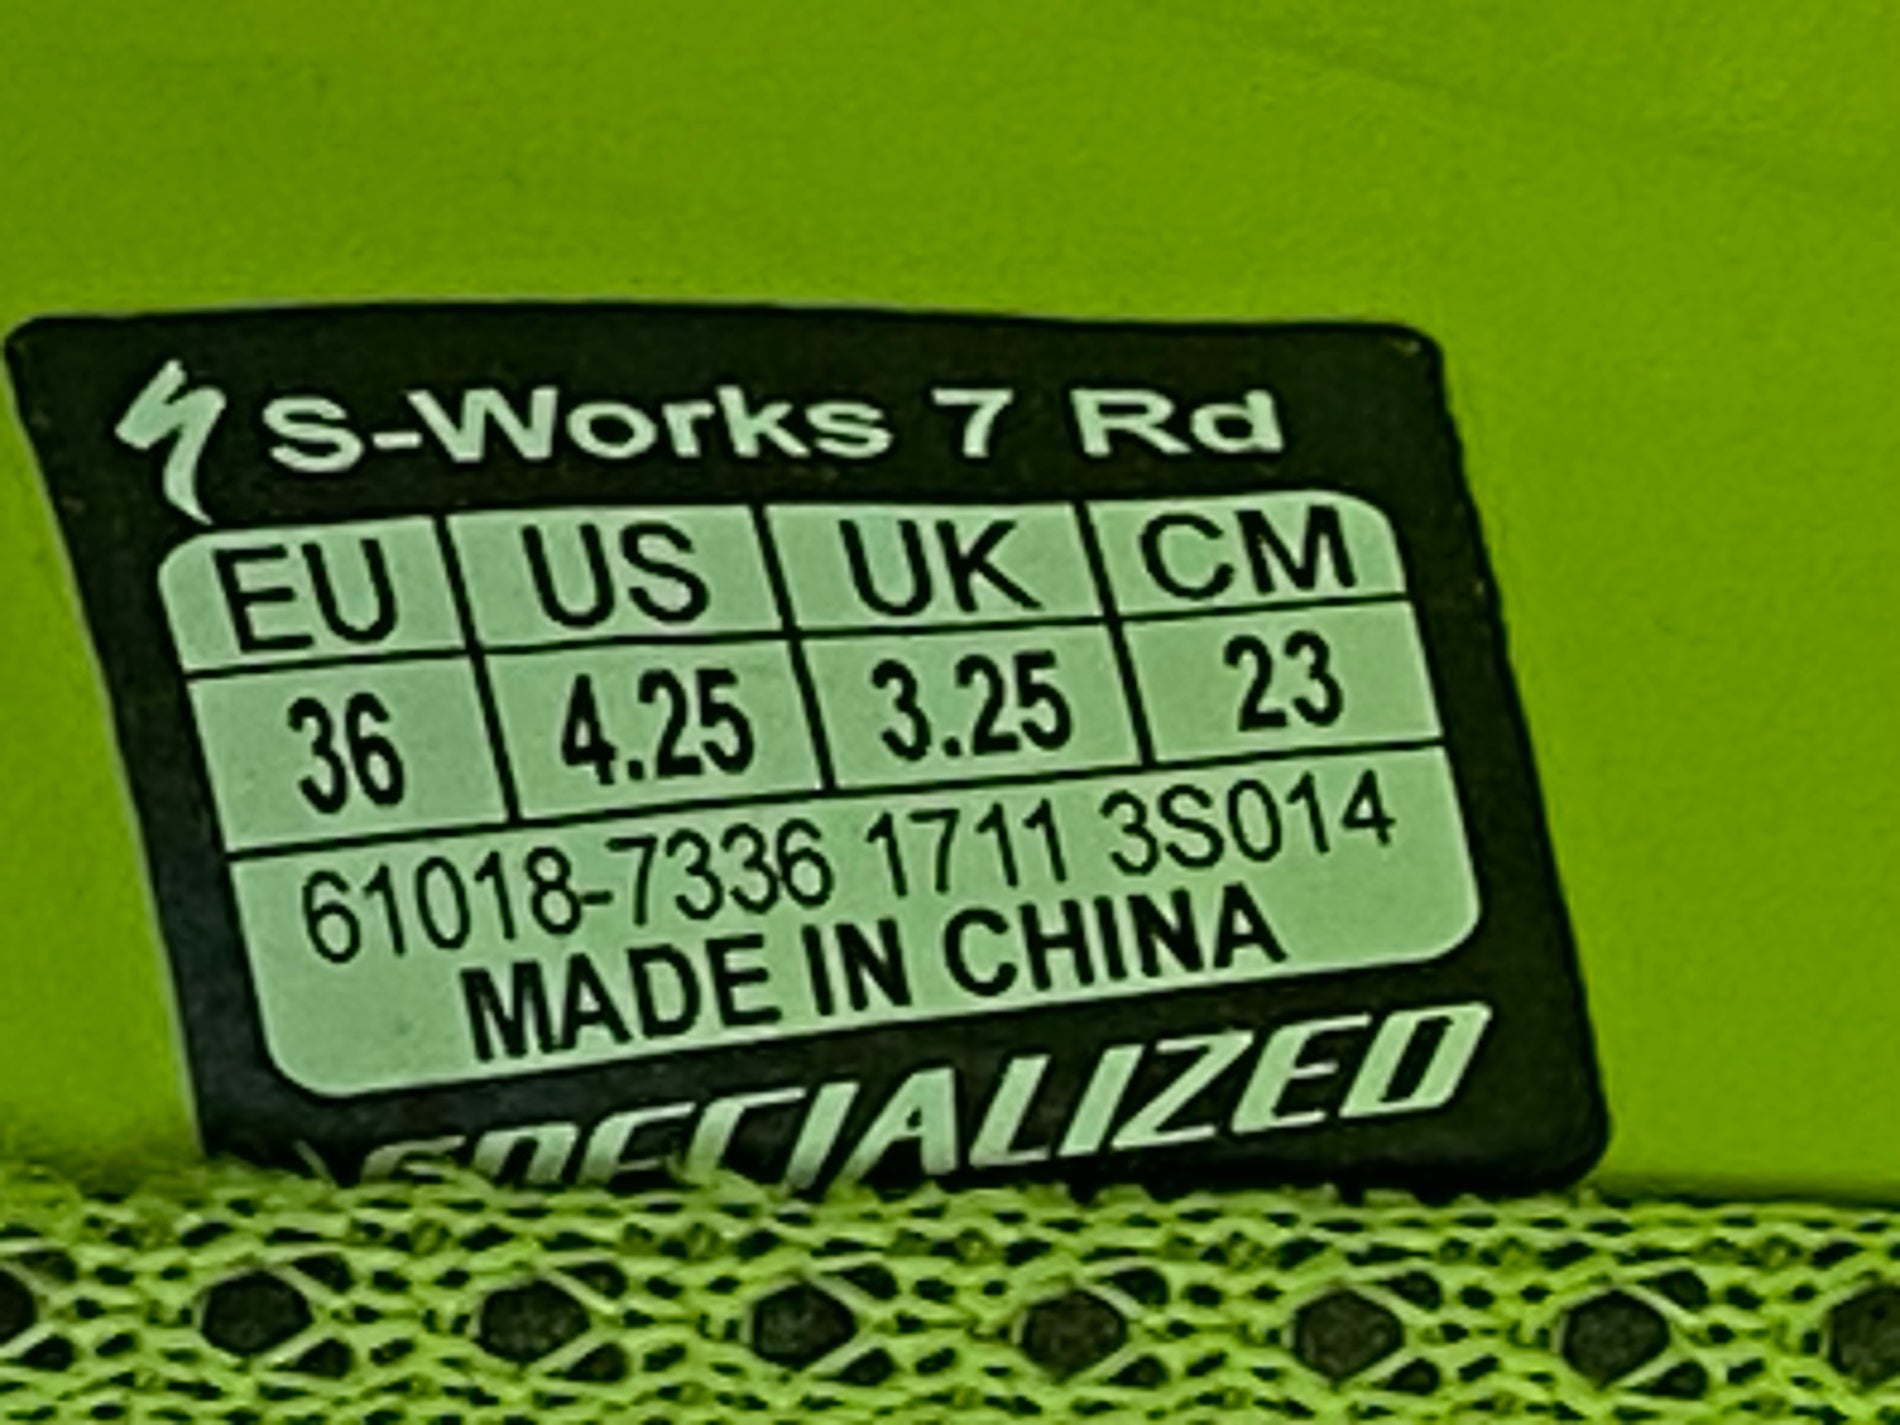 S-Works 7 Rd
EU US UK CM
36 4.25 3.25 23
61018-7336 1711 3S014
MADE IN CHINA
SPECIALIZED